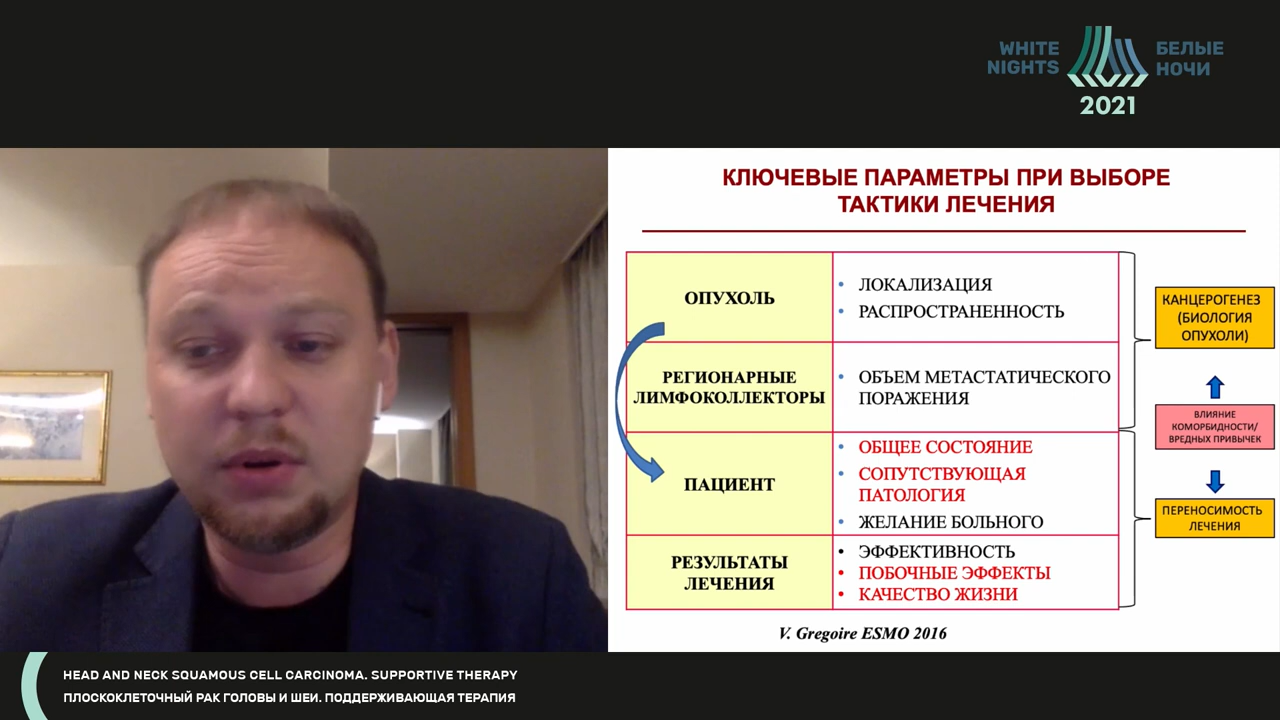 WHITE
NIGHTS
БЕЛЫЕ
НОЧИ
2021
КЛЮЧЕВЫЕ ПАРАМЕТРЫ ПРИ ВЫБОРЕ
ТАКТИКИ ЛЕЧЕНИЯ
ОПУХОЛЬ
• ЛОКАЛИЗАЦИЯ
• РАСПРОСТРАНЕННОСТЬ
РЕГИОНАРНЫЕ
ЛИМФОКОЛЛЕКТОРЫ
• ОБЪЕМ МЕТАСТАТИЧЕСКОГО
ПОРАЖЕНИЯ
ПАЦИЕНТ
• ОБЩЕЕ СОСТОЯНИЕ
• СОПУТСТВУЮЩАЯ
ПАТОЛОГИЯ
• ЖЕЛАНИЕ БОЛЬНОГО
РЕЗУЛЬТАТЫ
ЛЕЧЕНИЯ
• ЭФФЕКТИВНОСТЬ
• ПОБОЧНЫЕ ЭФФЕКТЫ
• КАЧЕСТВО ЖИЗНИ
КАНЦЕРОГЕНЕЗ
(БИОЛОГИЯ
ОПУХОЛИ)
ВЛИЯНИЕ
КОМОРБИДНОСТИ/
ВРЕДНЫХ ПРИВЫЧЕК
ПЕРЕНОСИМОСТЬ
ЛЕЧЕНИЯ
V. Gregoire ESMO 2016
HEAD AND NECK SQUAMOUS CELL CARCINOMA. SUPPORTIVE THERAPY
ПЛОСКОКЛЕТОЧНЫЙ РАК ГОЛОВЫ И ШЕИ. ПОДДЕРЖИВАЮЩАЯ ТЕРАПИЯ